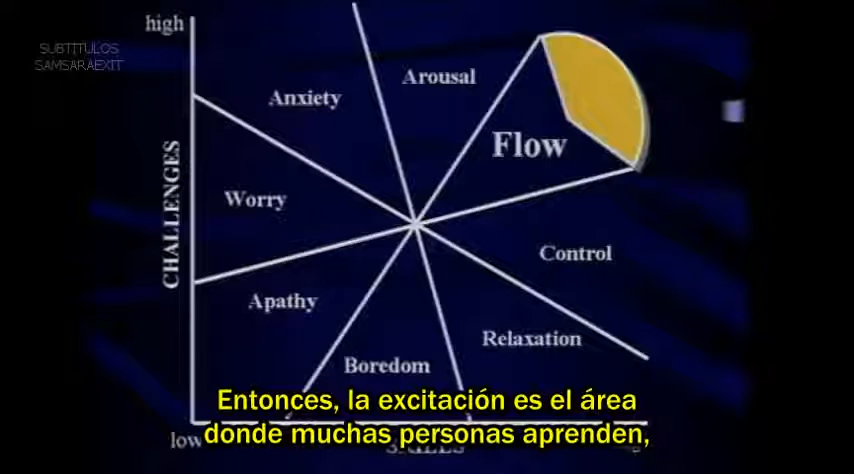 high
SUBTITULOS
SAMSARAEXIT
Arousal
Anxiety
Flow
CHALLENGES
Worry
Control
Apathy
Relaxation
Boredom
Entonces, la excitación es el área
donde muchas personas aprenden,
low